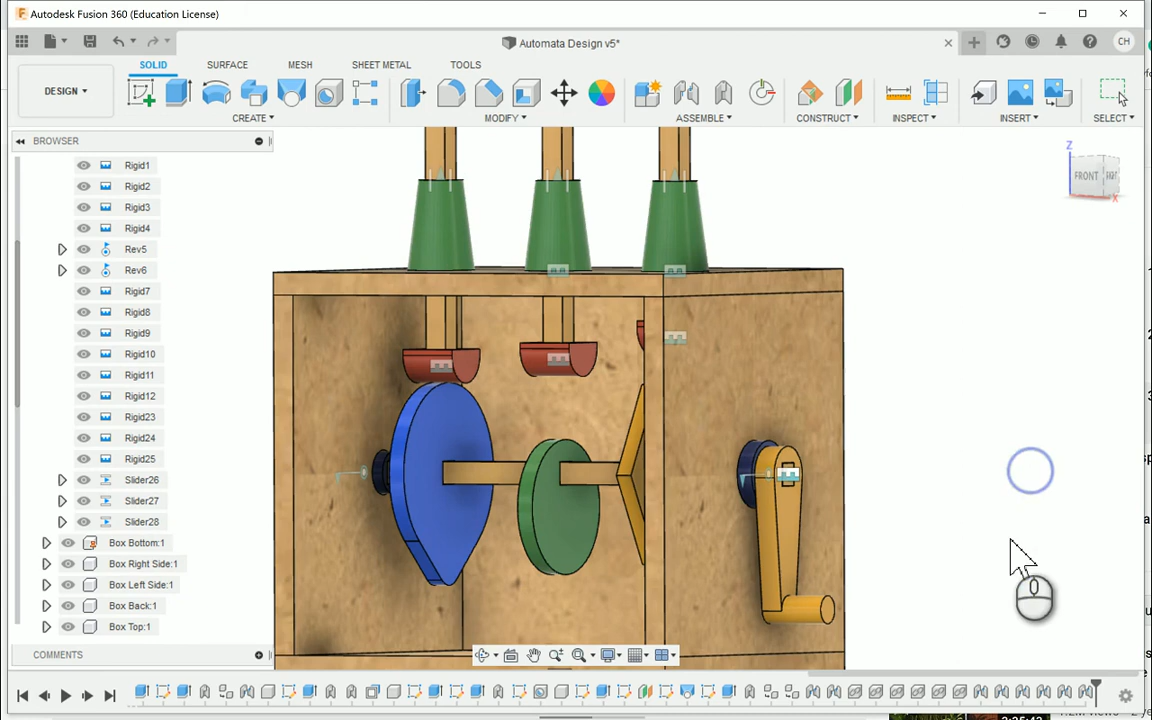 Autodesk Fusion 360 (Education License)
Automata Design v5*
CH
DESIGN
SOLID SURFACE MESH SHEET METAL TOOLS
CREATE MODIFY ASSEMBLE CONSTRUCT INSPECT INSERT SELECT
BROWSER
Rigid1
Rigid2
Rigid3
Rigid4
Rev5
Rev6
Rigid7
Rigid8
Rigid9
Rigid10
Rigid11
Rigid12
Rigid23
Rigid24
Rigid25
Slider26
Slider27
Slider28
Box Bottom:1
Box Right Side:1
Box Left Side:1
Box Back:1
Box Top:1
COMMENTS
Z
FRONT
X